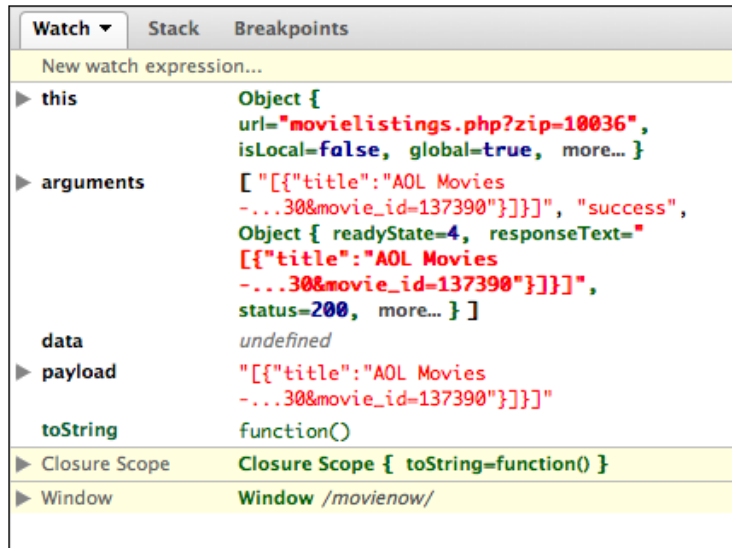 Watch ▼ Stack Breakpoints
New watch expression...
this Object {
url="movielistings.php?zip=10036",
isLocal=false, global=true, more... }
arguments [ "[{"title":"AOL Movies
-...30&movie_id=137390"}]}]", "success",
Object { readyState=4, responseText="
[{"title":"AOL Movies
-...30&movie_id=137390"}]}]",
status=200, more... } ]
data undefined
payload "[{"title":"AOL Movies
-...30&movie_id=137390"}]}]"
toString function()
Closure Scope Closure Scope { toString=function() }
Window Window /movienow/